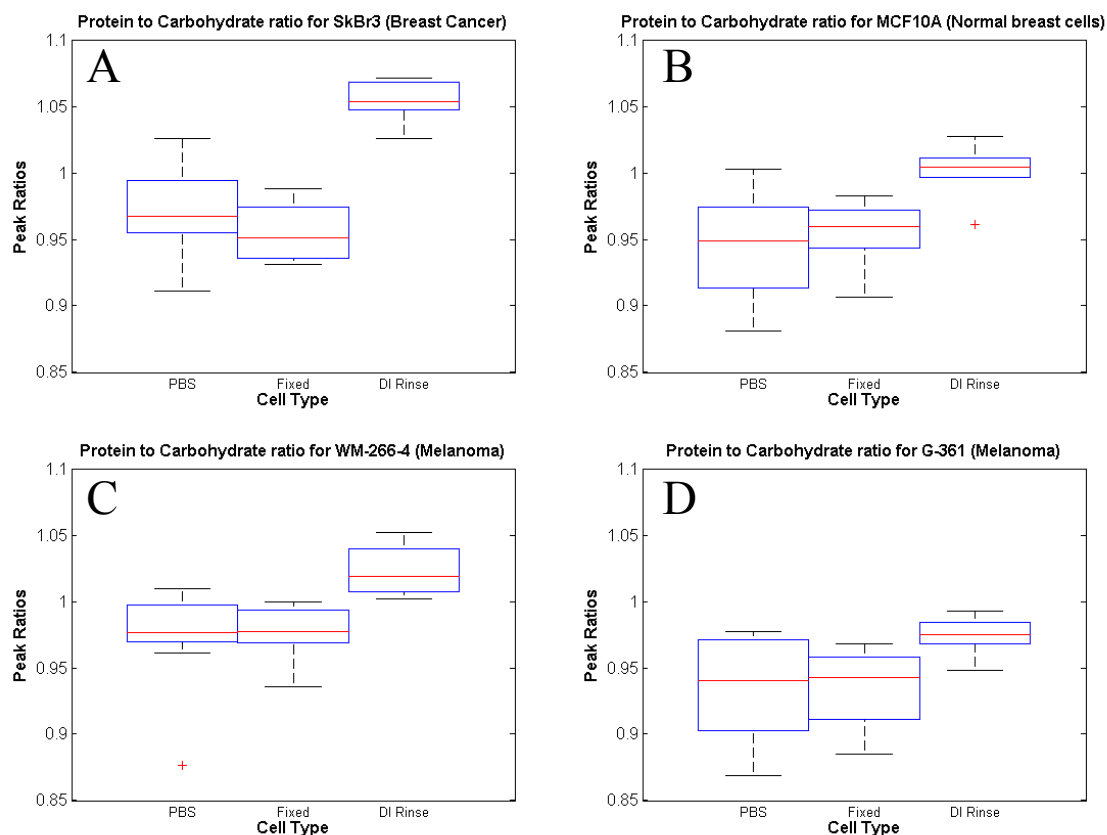 Protein to Carbohydrate ratio for SkBr3 (Breast Cancer)
A
1.1
1.05
1
0.95
0.9
0.85
Peak Ratios
PBS Fixed DI Rinse
Cell Type
Protein to Carbohydrate ratio for MCF10A (Normal breast cells)
B
1.1
1.05
1
0.95
0.9
0.85
Peak Ratios
PBS Fixed DI Rinse
Cell Type
Protein to Carbohydrate ratio for WM-266-4 (Melanoma)
C
1.1
1.05
1
0.95
0.9
0.85
Peak Ratios
PBS Fixed DI Rinse
Cell Type
Protein to Carbohydrate ratio for G-361 (Melanoma)
D
1.1
1.05
1
0.95
0.9
0.85
Peak Ratios
PBS Fixed DI Rinse
Cell Type